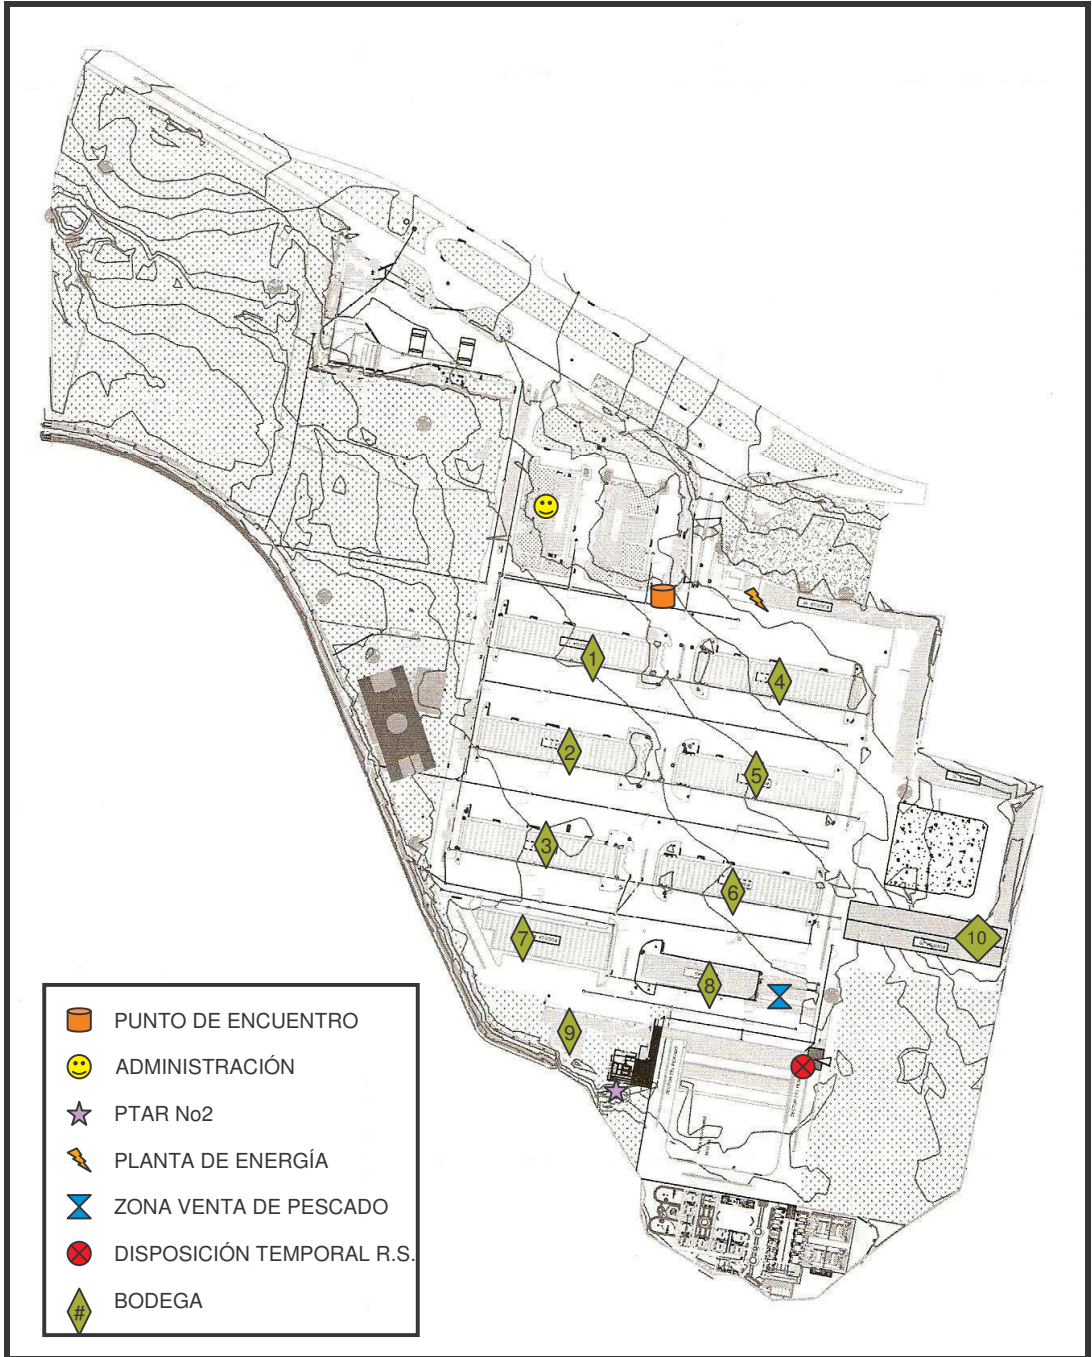 1
4
2
5
3
6
7
10
8
9
PUNTO DE ENCUENTRO
ADMINISTRACIÓN
PTAR No2
PLANTA DE ENERGÍA
ZONA VENTA DE PESCADO
DISPOSICIÓN TEMPORAL R.S.
# BODEGA